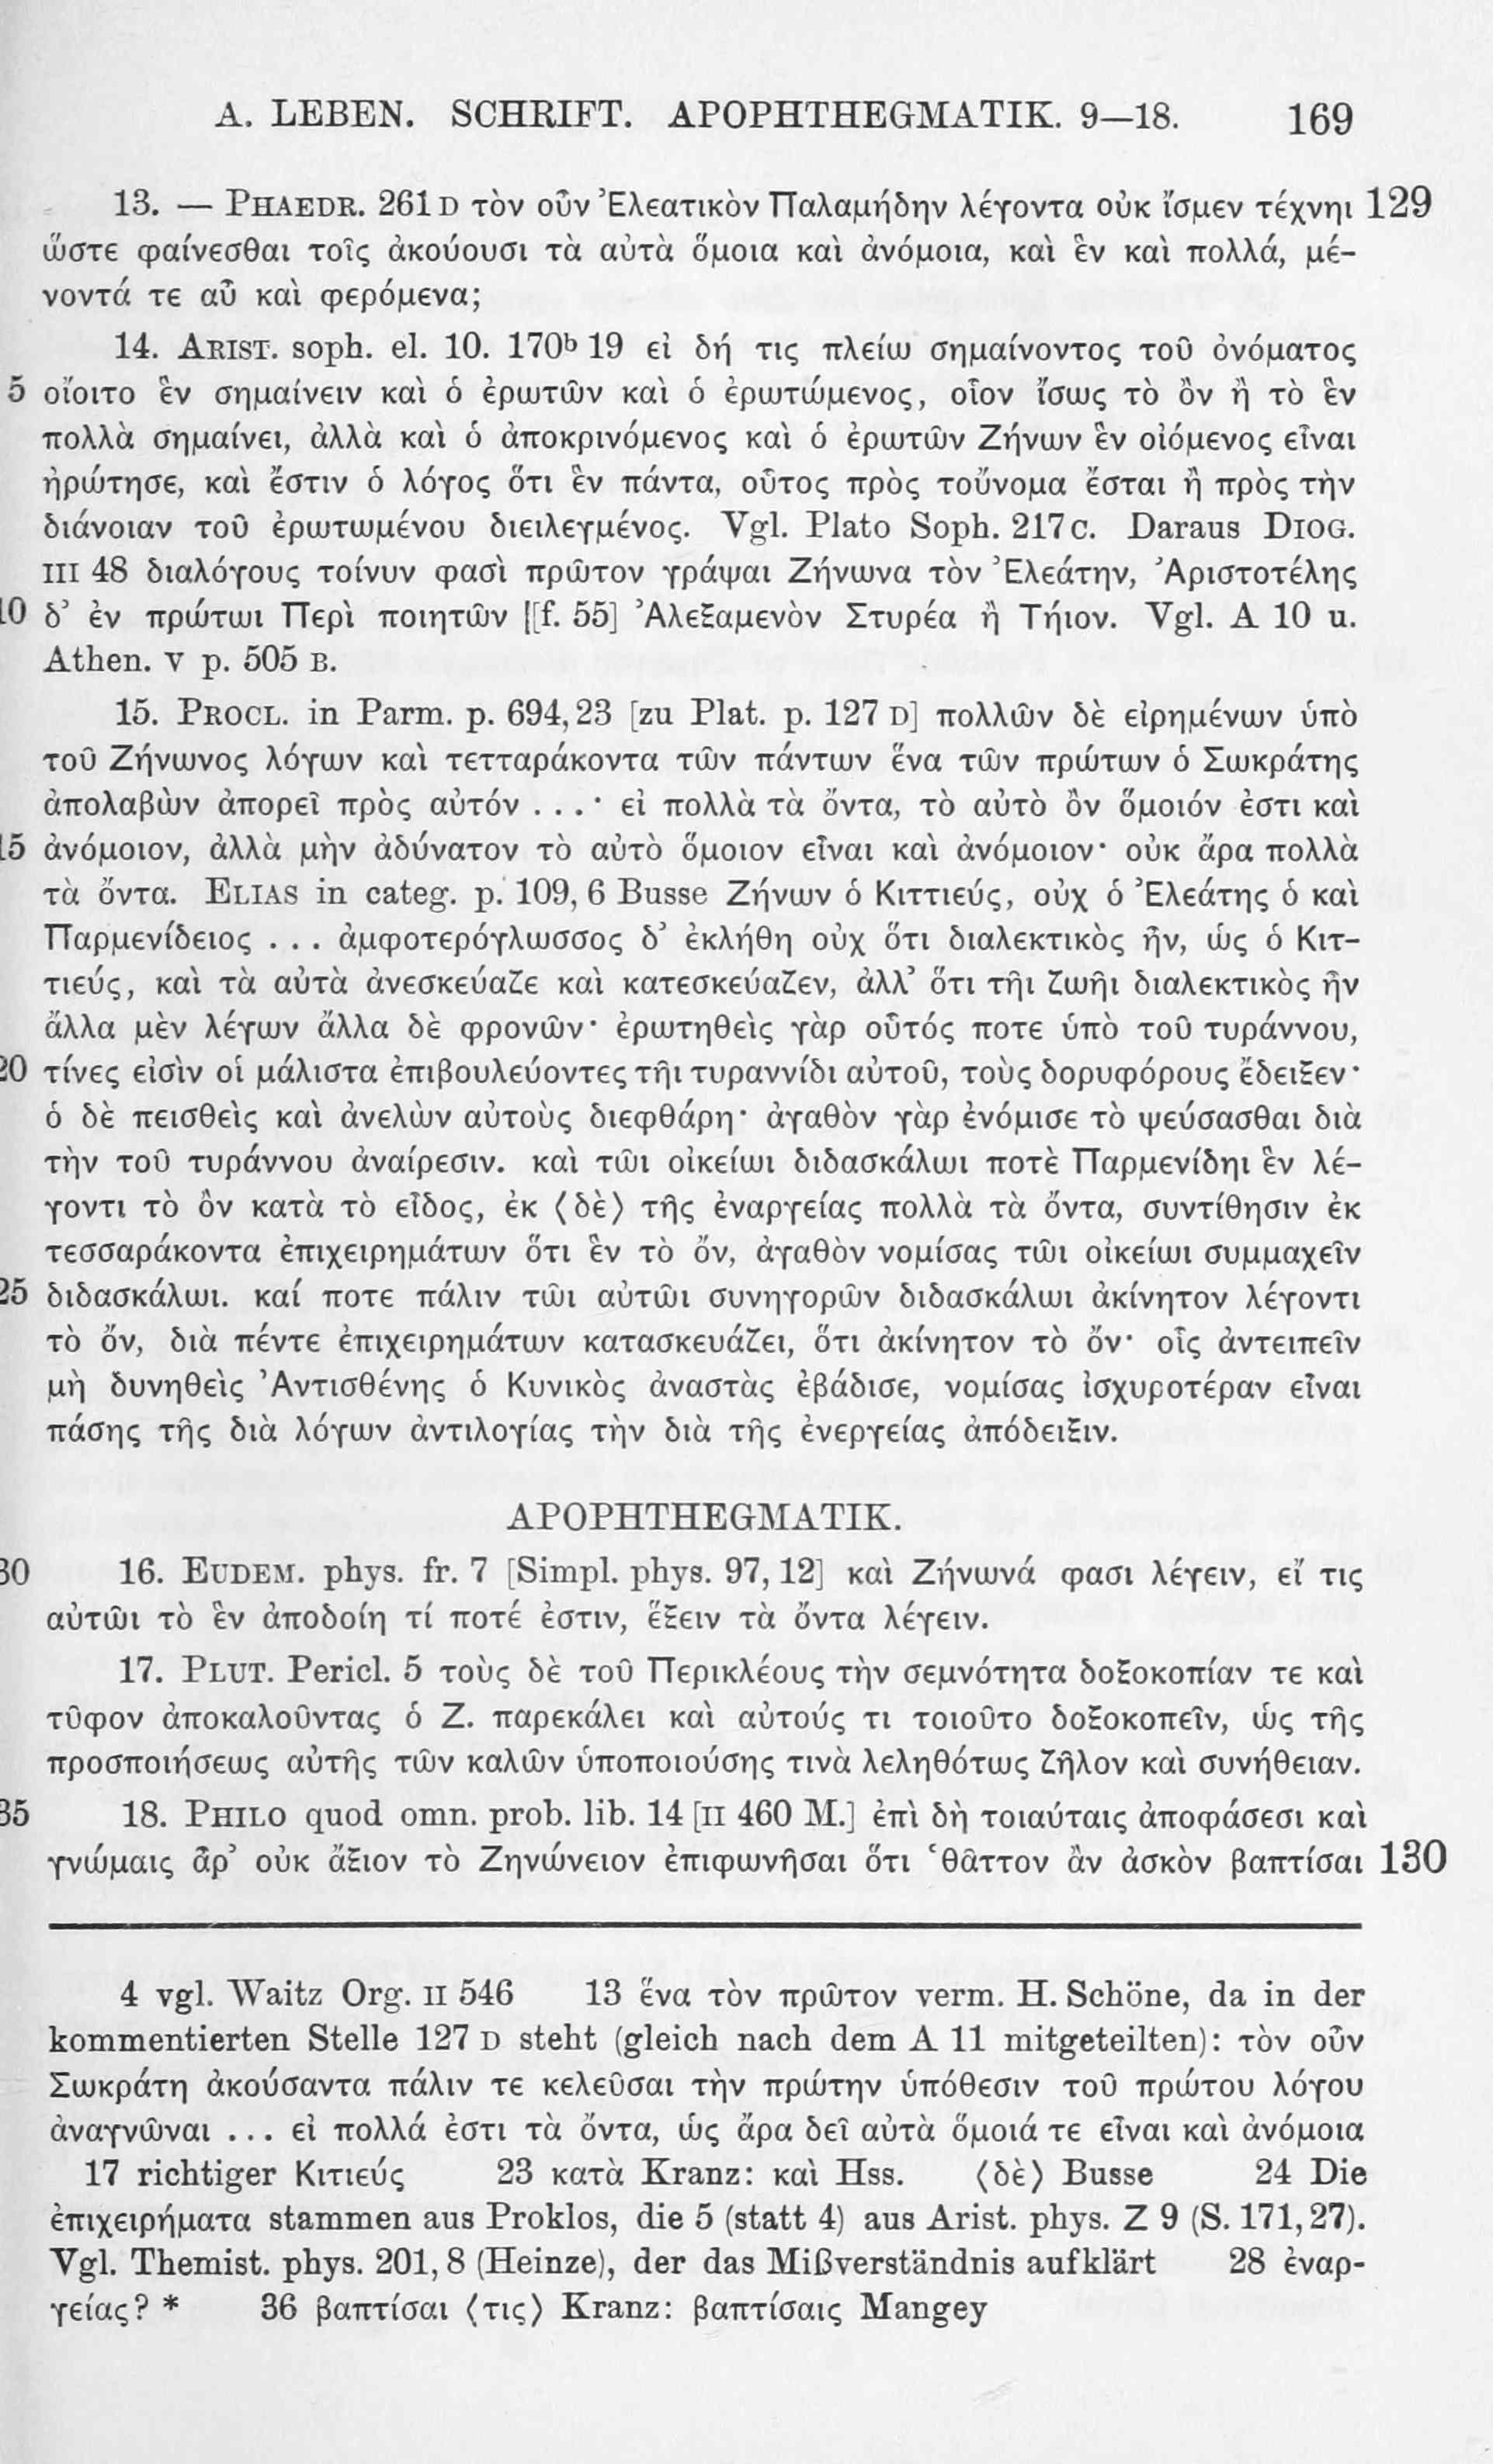 A. LEBEN. SCHRIFT. APOPHTHEGMATIK. 9—18. 169
13. — PHAEDR. 261 D τὸν οὖν Ἐλεατικὸν Παλαμήδην λέγοντα οὐκ ἴσμεν τέχνηι 129
ὥστε φαίνεσθαι τοῖς ἀκούουσι τὰ αὐτὰ ὅμοια καὶ ἀνόμοια, καὶ ἓν καὶ πολλά, μέ-
νοντά τε αὖ καὶ φερόμενα;
14. ARIST. soph. el. 10. 170ᵇ 19 εἰ δή τις πλείω σημαίνοντος τοῦ ὀνόματος
5 οἴοιτο ἓν σημαίνειν καὶ ὁ ἐρωτῶν καὶ ὁ ἐρωτώμενος, οἷον ἴσως τὸ ὂν ἢ τὸ ἓν
πολλὰ σημαίνει, ἀλλὰ καὶ ὁ ἀποκρινόμενος καὶ ὁ ἐρωτῶν Ζήνων ἓν οἰόμενος εἶναι
ἠρώτησε, καὶ ἔστιν ὁ λόγος ὅτι ἓν πάντα, οὗτος πρὸς τοὔνομα ἔσται ἢ πρὸς τὴν
διάνοιαν τοῦ ἐρωτωμένου διειλεγμένος. Vgl. Plato Soph. 217 c. Daraus DIOG.
III 48 διαλόγους τοίνυν φασὶ πρῶτον γράψαι Ζήνωνα τὸν Ἐλεάτην, Ἀριστοτέλης
10 δ' ἐν πρώτωι Περὶ ποιητῶν [[f. 55] Ἀλεξαμενὸν Στυρέα ἢ Τήιον. Vgl. A 10 u.
Athen. V p. 505 B.
15. PROCL. in Parm. p. 694, 23 [zu Plat. p. 127 D] πολλῶν δὲ εἰρημένων ὑπὸ
τοῦ Ζήνωνος λόγων καὶ τετταράκοντα τῶν πάντων ἕνα τῶν πρώτων ὁ Σωκράτης
ἀπολαβὼν ἀπορεῖ πρὸς αὐτόν ...· εἰ πολλὰ τὰ ὄντα, τὸ αὐτὸ ὂν ὅμοιόν ἐστι καὶ
15 ἀνόμοιον, ἀλλὰ μὴν ἀδύνατον τὸ αὐτὸ ὅμοιον εἶναι καὶ ἀνόμοιον· οὐκ ἄρα πολλὰ
τὰ ὄντα. ELIAS in categ. p. 109, 6 Busse Ζήνων ὁ Κιττιεύς, οὐχ ὁ Ἐλεάτης ὁ καὶ
Παρμενίδειος ... ἀμφοτερόγλωσσος δ' ἐκλήθη οὐχ ὅτι διαλεκτικὸς ἦν, ὡς ὁ Κιτ-
τιεύς, καὶ τὰ αὐτὰ ἀνεσκεύαζε καὶ κατεσκεύαζεν, ἀλλ' ὅτι τῆι ζωῆι διαλεκτικὸς ἦν
ἄλλα μὲν λέγων ἄλλα δὲ φρονῶν· ἐρωτηθεὶς γὰρ οὗτός ποτε ὑπὸ τοῦ τυράννου,
20 τίνες εἰσὶν οἱ μάλιστα ἐπιβουλεύοντες τῆι τυραννίδι αὐτοῦ, τοὺς δορυφόρους ἔδειξεν·
ὁ δὲ πεισθεὶς καὶ ἀνελὼν αὐτοὺς διεφθάρη· ἀγαθὸν γὰρ ἐνόμισε τὸ ψεύσασθαι διὰ
τὴν τοῦ τυράννου ἀναίρεσιν. καὶ τῶι οἰκείωι διδασκάλωι ποτὲ Παρμενίδηι ἓν λέ-
γοντι τὸ ὂν κατὰ τὸ εἶδος, ἐκ ⟨δὲ⟩ τῆς ἐναργείας πολλὰ τὰ ὄντα, συντίθησιν ἐκ
τεσσαράκοντα ἐπιχειρημάτων ὅτι ἓν τὸ ὄν, ἀγαθὸν νομίσας τῶι οἰκείωι συμμαχεῖν
25 διδασκάλωι. καί ποτε πάλιν τῶι αὐτῶι συνηγορῶν διδασκάλωι ἀκίνητον λέγοντι
τὸ ὄν, διὰ πέντε ἐπιχειρημάτων κατασκευάζει, ὅτι ἀκίνητον τὸ ὄν· οἷς ἀντειπεῖν
μὴ δυνηθεὶς Ἀντισθένης ὁ Κυνικὸς ἀναστὰς ἐβάδισε, νομίσας ἰσχυροτέραν εἶναι
πάσης τῆς διὰ λόγων ἀντιλογίας τὴν διὰ τῆς ἐνεργείας ἀπόδειξιν.
APOPHTHEGMATIK.
30 16. EUDEM. phys. fr. 7 [Simpl. phys. 97, 12] καὶ Ζήνωνά φασι λέγειν, εἴ τις
αὐτῶι τὸ ἓν ἀποδοίη τί ποτέ ἐστιν, ἕξειν τὰ ὄντα λέγειν.
17. PLUT. Pericl. 5 τοὺς δὲ τοῦ Περικλέους τὴν σεμνότητα δοξοκοπίαν τε καὶ
τῦφον ἀποκαλοῦντας ὁ Ζ. παρεκάλει καὶ αὐτούς τι τοιοῦτο δοξοκοπεῖν, ὡς τῆς
προσποιήσεως αὐτῆς τῶν καλῶν ὑποποιούσης τινὰ λεληθότως ζῆλον καὶ συνήθειαν.
35 18. PHILO quod omn. prob. lib. 14 [II 460 M.] ἐπὶ δὴ τοιαύταις ἀποφάσεσι καὶ
γνώμαις ἆρ' οὐκ ἄξιον τὸ Ζηνώνειον ἐπιφωνῆσαι ὅτι ‘θᾶττον ἂν ἀσκὸν βαπτίσαι 130
4 vgl. Waitz Org. II 546 13 ἕνα τὸν πρῶτον verm. H. Schöne, da in der
kommentierten Stelle 127 D steht (gleich nach dem A 11 mitgeteilten): τὸν οὖν
Σωκράτη ἀκούσαντα πάλιν τε κελεῦσαι τὴν πρώτην ὑπόθεσιν τοῦ πρώτου λόγου
ἀναγνῶναι ... εἰ πολλά ἐστι τὰ ὄντα, ὡς ἄρα δεῖ αὐτὰ ὅμοιά τε εἶναι καὶ ἀνόμοια
17 richtiger Κιτιεύς 23 κατὰ Kranz: καὶ Hss. ⟨δὲ⟩ Busse 24 Die
ἐπιχειρήματα stammen aus Proklos, die 5 (statt 4) aus Arist. phys. Z 9 (S. 171, 27).
Vgl. Themist. phys. 201, 8 (Heinze), der das Mißverständnis aufklärt 28 ἐναρ-
γείας? * 36 βαπτίσαι ⟨τις⟩ Kranz: βαπτίσαις Mangey